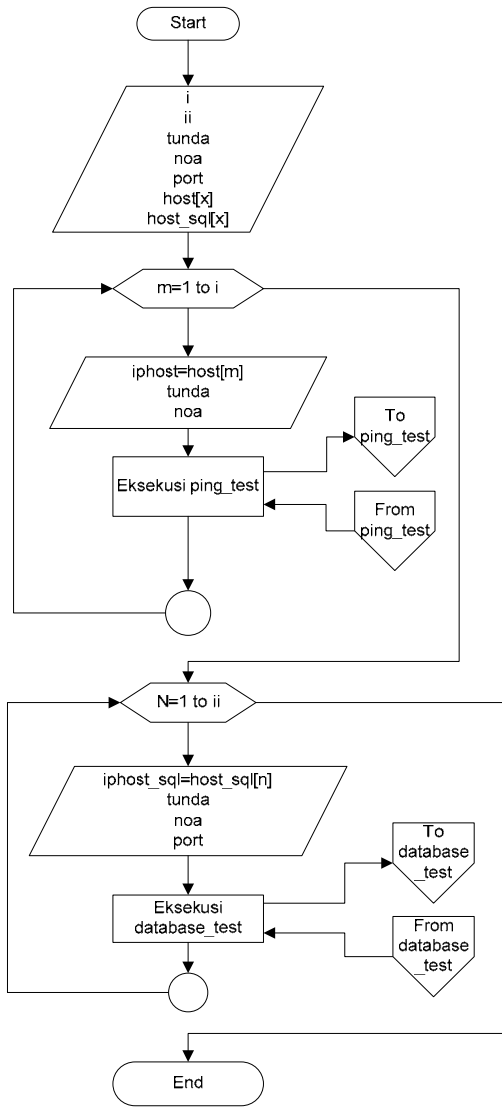 Start
i
ii
tunda
noa
port
host[x]
host_sql[x]
m=1 to i
iphost=host[m]
tunda
noa
To
ping_test
Eksekusi ping_test
From
ping_test
N=1 to ii
iphost_sql=host_sql[n]
tunda
noa
port
To
database
_test
Eksekusi
database_test
From
database
_test
End